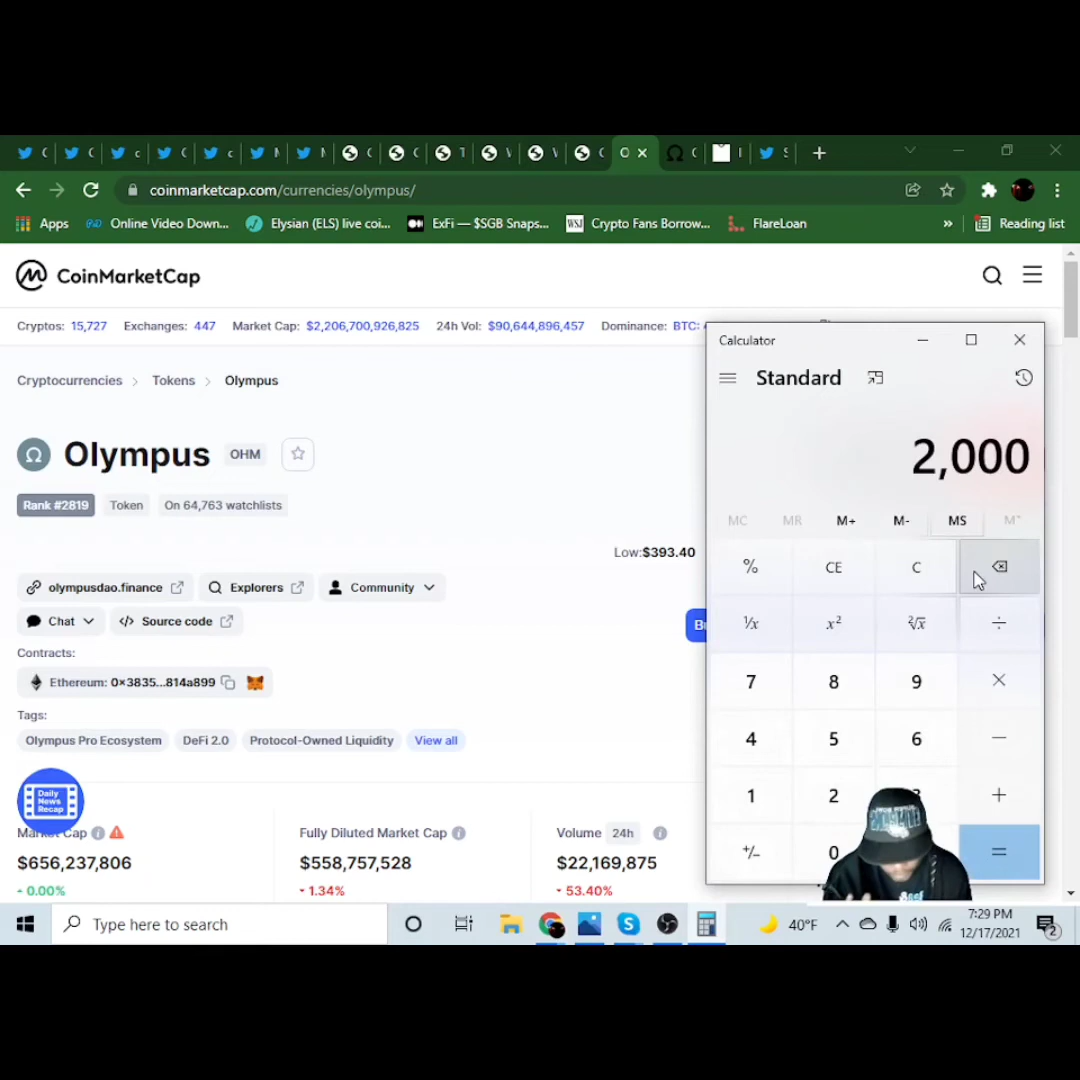 O
coinmarketcap.com/currencies/olympus/
Apps
Online Video Down...
Elysian (ELS) live coi...
ExFi — $SGB Snaps...
WSJ
Crypto Fans Borrow...
FlareLoan
»
Reading list
CoinMarketCap
Cryptos: 15,727 Exchanges: 447 Market Cap: $2,206,700,926,825 24h Vol: $90,644,896,457 Dominance: BTC:
Cryptocurrencies > Tokens > Olympus
Olympus OHM
Rank #2819 Token On 64,763 watchlists
Low:$393.40
olympusdao.finance Explorers Community
Chat </> Source code
Contracts:
Ethereum: 0×3835...814a899
Tags:
Olympus Pro Ecosystem DeFi 2.0 Protocol-Owned Liquidity View all
Daily
News
Recap
Market Cap Fully Diluted Market Cap Volume 24h
$656,237,806 $558,757,528 $22,169,875
0.00% 1.34% 53.40%
Calculator
Standard
2,000
MC MR M+ M- MS
% CE C
⅟x x² ²√x ÷
7 8 9 ×
4 5 6 −
1 2 +
+/− 0 =
Type here to search
40°F
7:29 PM
12/17/2021
2